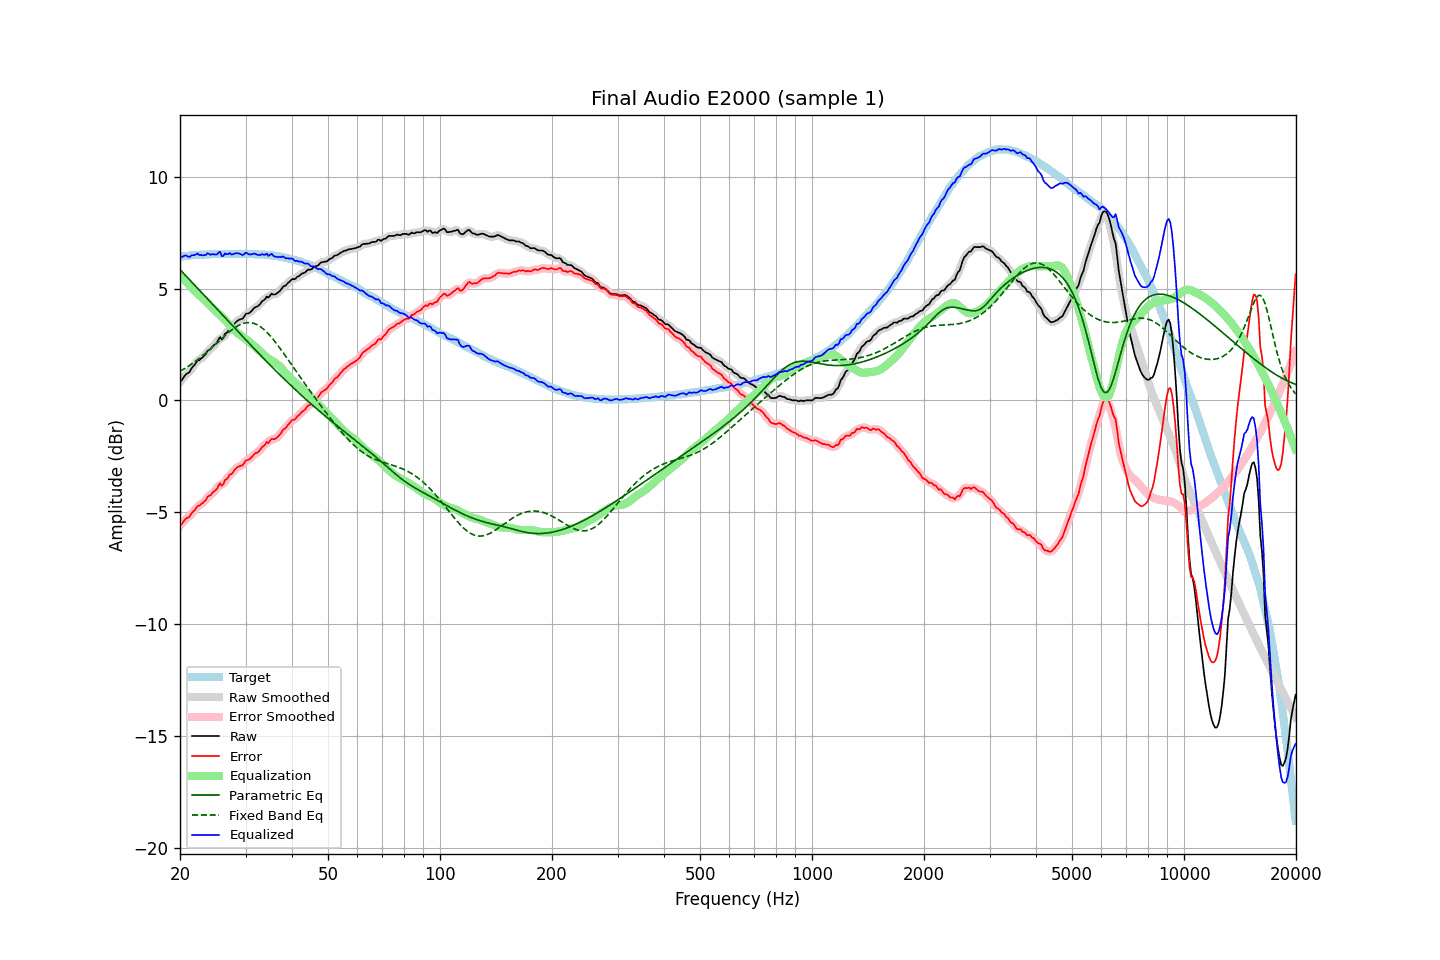 Final Audio E2000 (sample 1)
Amplitude (dBr)
10
5
0
−5
−10
−15
−20
Target
Raw Smoothed
Error Smoothed
Raw
Error
Equalization
Parametric Eq
Fixed Band Eq
Equalized
20 50 100 200 500 1000 2000 5000 10000 20000
Frequency (Hz)